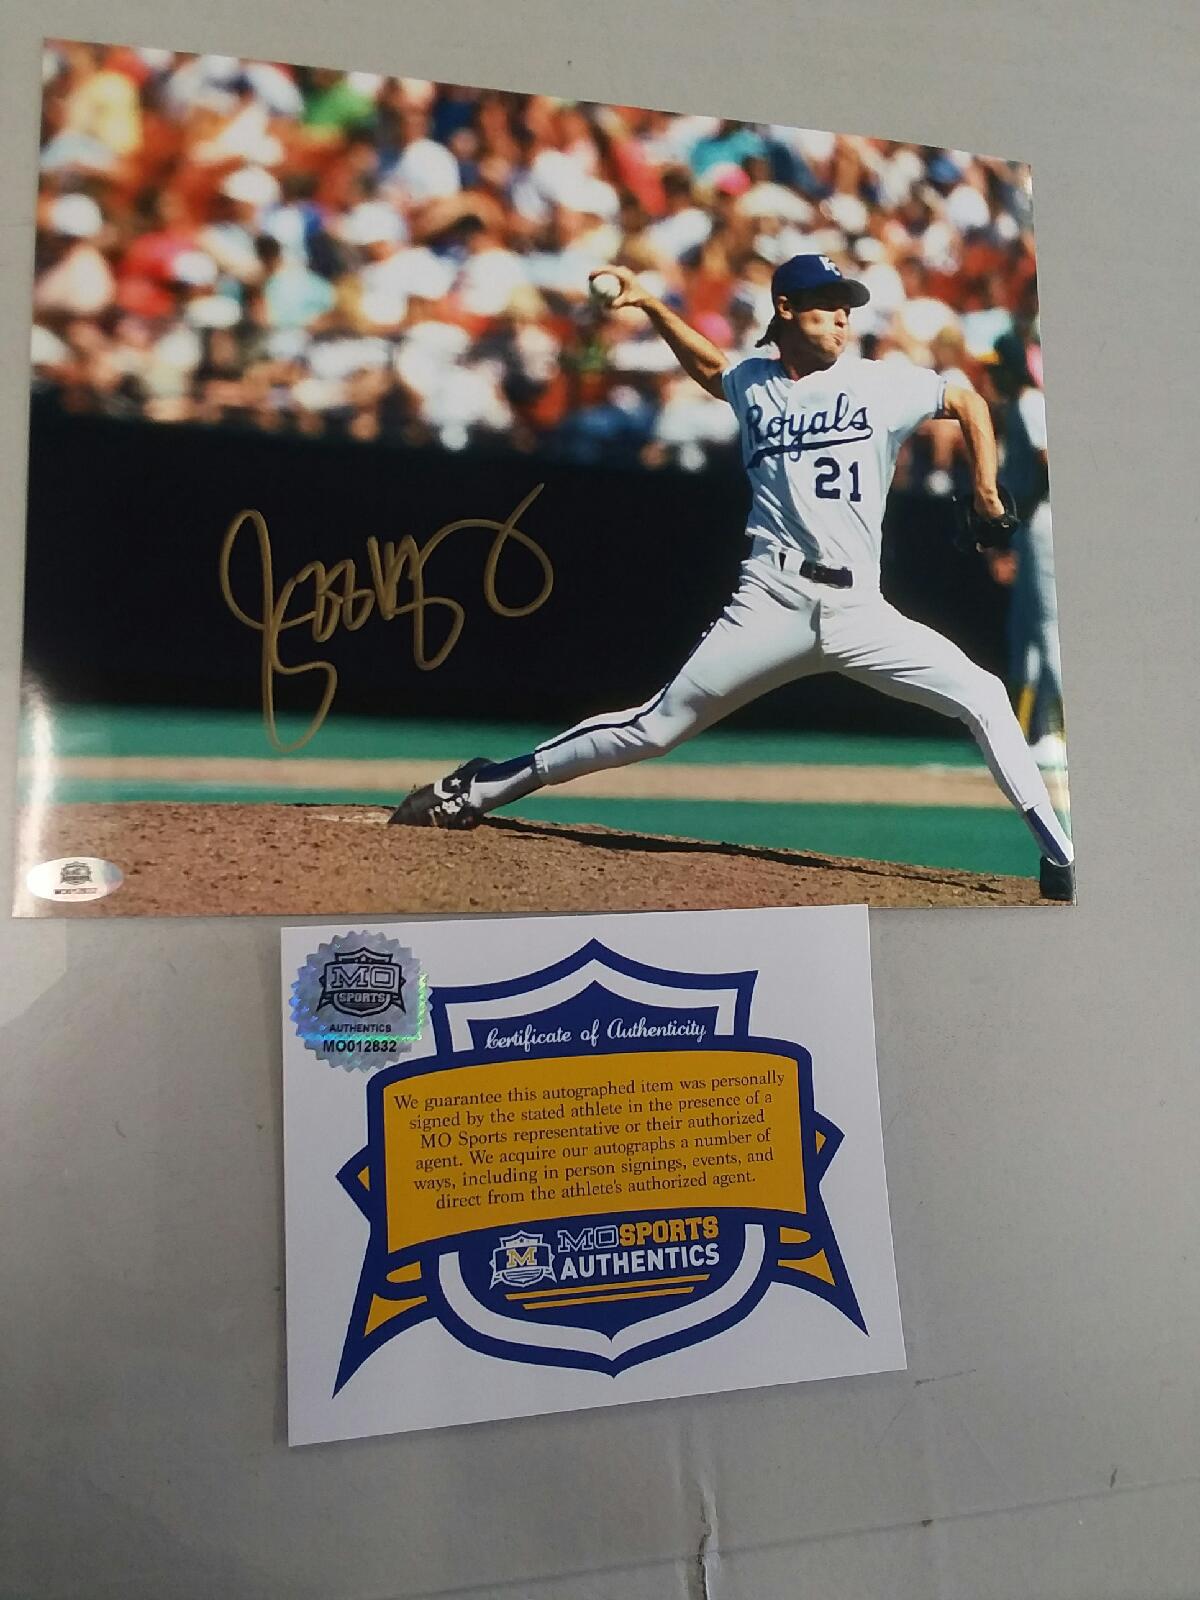 KC
Royals
21
MO
SPORTS
AUTHENTICS
MO012832
Certificate of Authenticity
We guarantee this autographed item was personally
signed by the stated athlete in the presence of a
MO Sports representative or their authorized
agent. We acquire our autographs a number of
ways, including in person signings, events, and
direct from the athlete's authorized agent.
M
MOSPORTS
AUTHENTICS